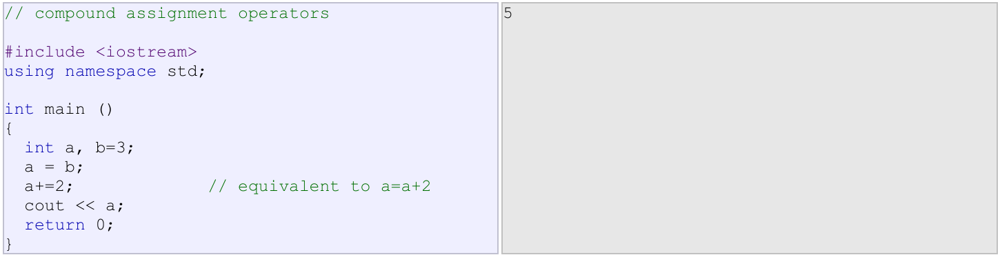 // compound assignment operators
#include <iostream>
using namespace std;
int main ()
{
  int a, b=3;
  a = b;
  a+=2;             // equivalent to a=a+2
  cout << a;
  return 0;
}
5